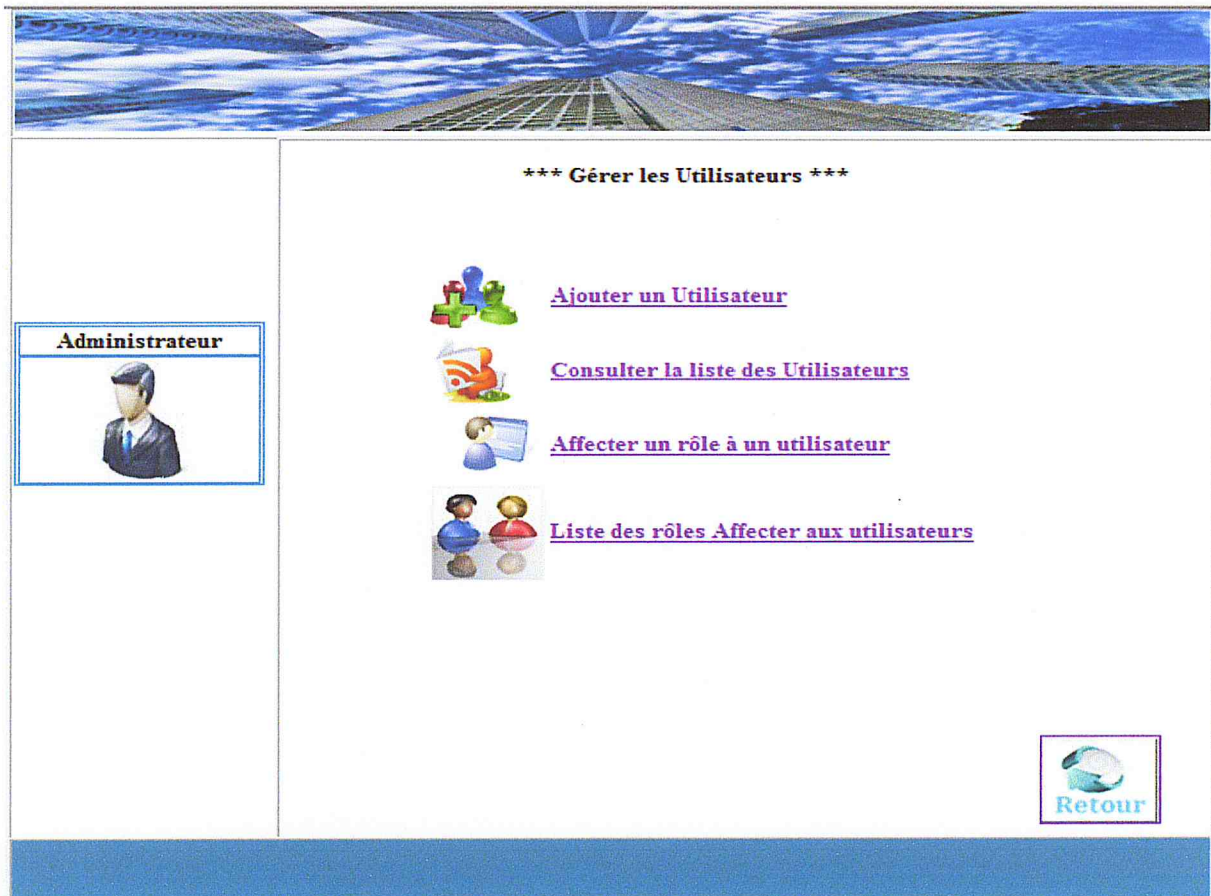 *** Gérer les Utilisateurs ***
Ajouter un Utilisateur
Administrateur
Consulter la liste des Utilisateurs
Affecter un rôle à un utilisateur
Liste des rôles Affecter aux utilisateurs
Retour